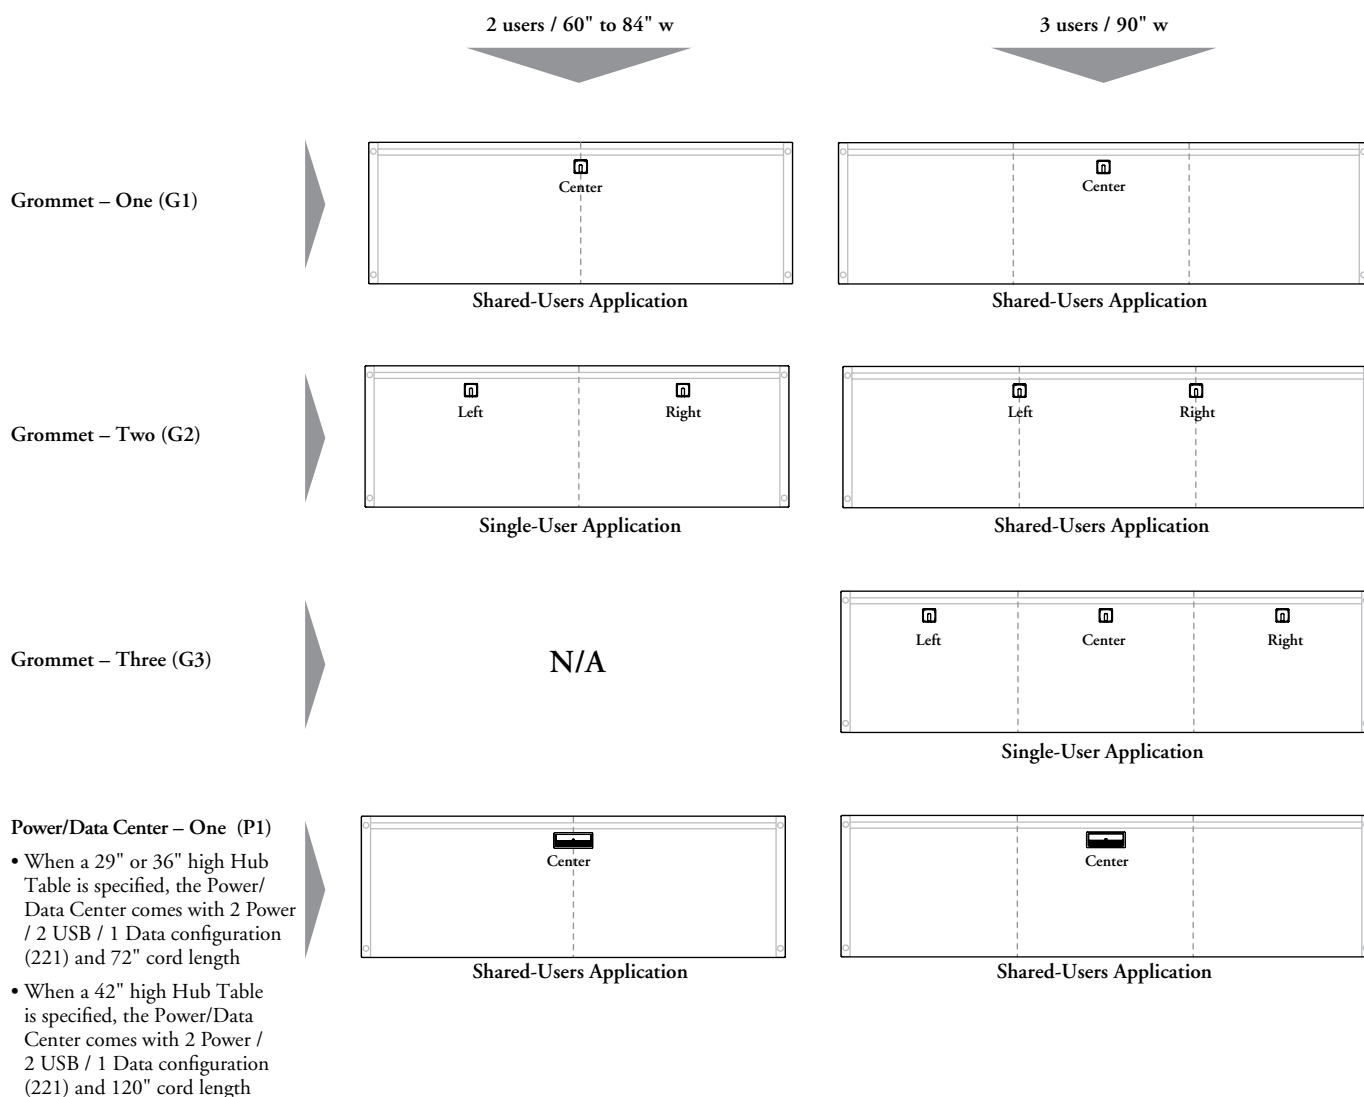 2 users / 60" to 84" w
3 users / 90" w
Grommet – One (G1)
Center
Center
Shared-Users Application
Shared-Users Application
Grommet – Two (G2)
Left
Right
Left
Right
Single-User Application
Shared-Users Application
Grommet – Three (G3)
N/A
Left
Center
Right
Single-User Application
Power/Data Center – One (P1)
• When a 29" or 36" high Hub
Table is specified, the Power/
Data Center comes with 2 Power
/ 2 USB / 1 Data configuration
(221) and 72" cord length
• When a 42" high Hub Table
is specified, the Power/Data
Center comes with 2 Power /
2 USB / 1 Data configuration
(221) and 120" cord length
Center
Center
Shared-Users Application
Shared-Users Application